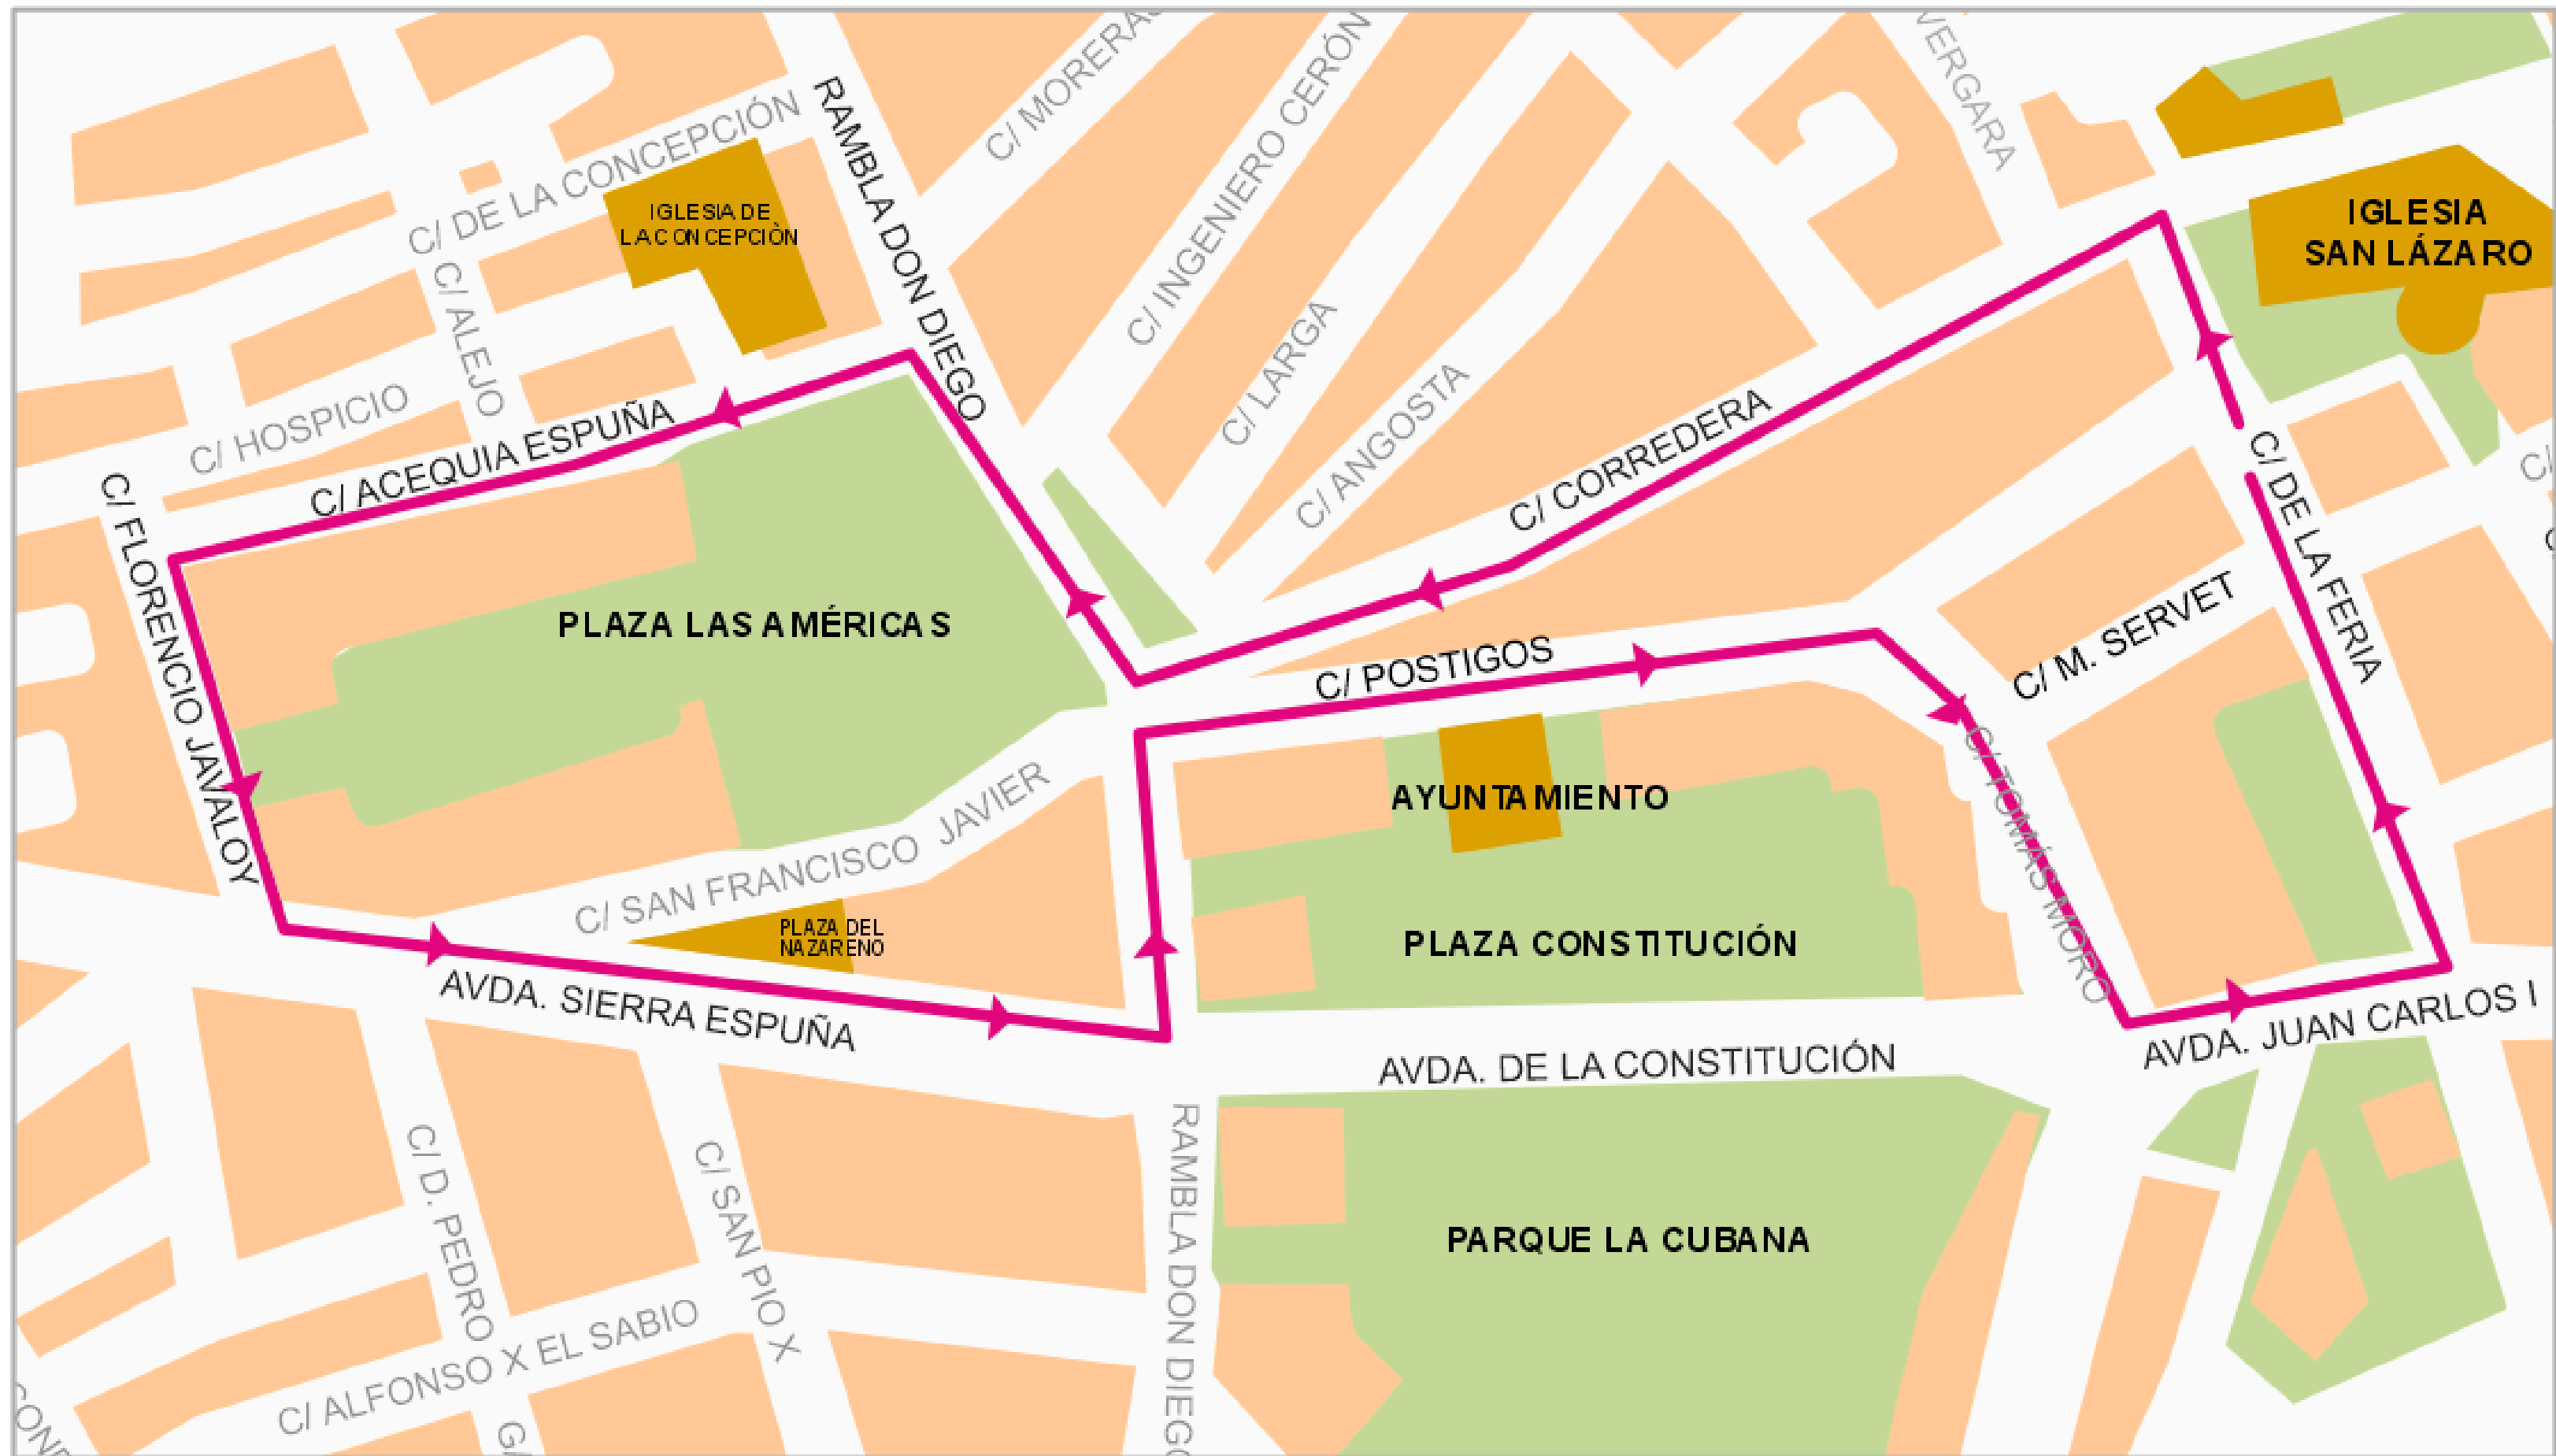 C/ MORERAS
C/ INGENIERO CERÓN
VERGARA
RAMBLA DON DIEGO
C/ DE LA CONCEPCIÓN
IGLESIA DE
LA CONCEPCIÒN
IGLESIA
SAN LÁZARO
C/ ALEJO
C/ LARGA
C/ ANGOSTA
C/ HOSPICIO
C/ ACEQUIA ESPUÑA
C/ CORREDERA
C/ FLORENCIO JAVALOY
C/ DE LA FERIA
PLAZA LAS AMÉRICAS
C/ POSTIGOS
C/ M. SERVET
C/ TOMÁS MORO
AYUNTAMIENTO
C/ SAN FRANCISCO JAVIER
PLAZA DEL
NAZARENO
PLAZA CONSTITUCIÓN
AVDA. SIERRA ESPUÑA
AVDA. DE LA CONSTITUCIÓN
AVDA. JUAN CARLOS I
C/ D. PEDRO
C/ SAN PIO X
RAMBLA DON DIEGO
PARQUE LA CUBANA
C/ ALFONSO X EL SABIO